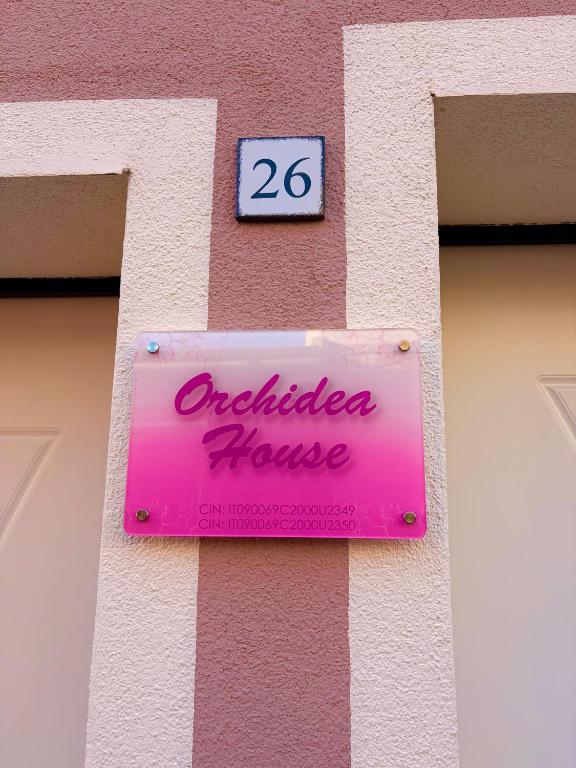 26
Orchidea
House
CIN: IT090069C2000U2349
CIN: IT090069C2000U2350